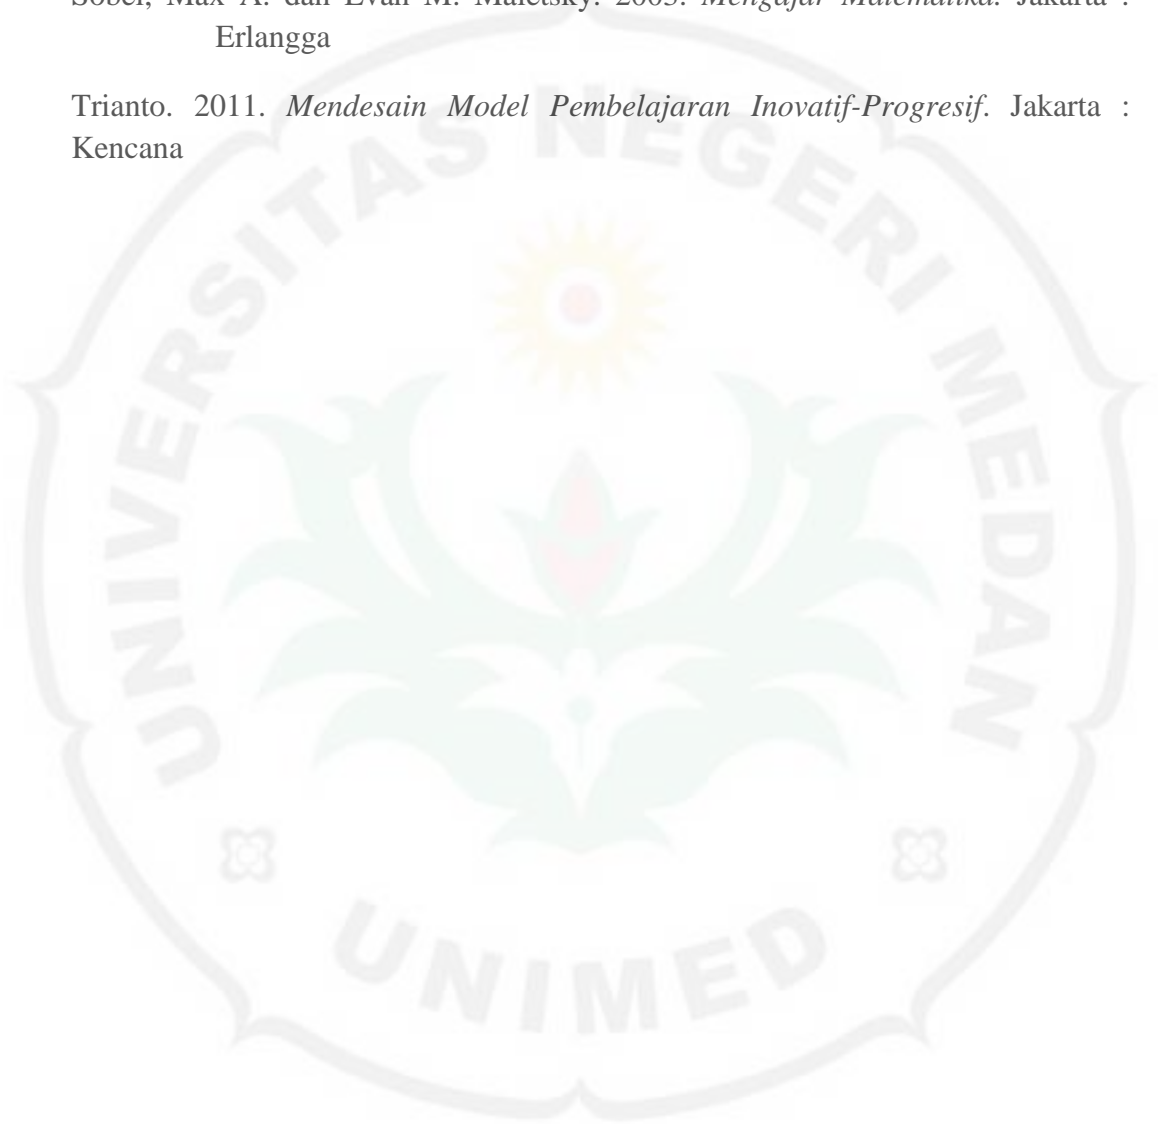 Sobel, Max A. dan Evan M. Maletsky. 2003. Mengajar Matematika. Jakarta :
Erlangga
Trianto. 2011. Mendesain Model Pembelajaran Inovatif-Progresif. Jakarta :
Kencana
UNIVERSITAS NEGERI MEDAN
UNIMED